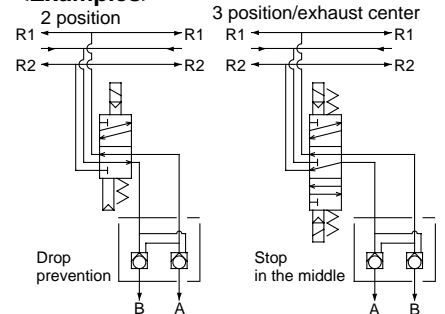 2 position
3 position/exhaust center
R1 R1 R1 R1
R2 R2 R2 R2
Drop
prevention
Stop
in the middle
B A A B